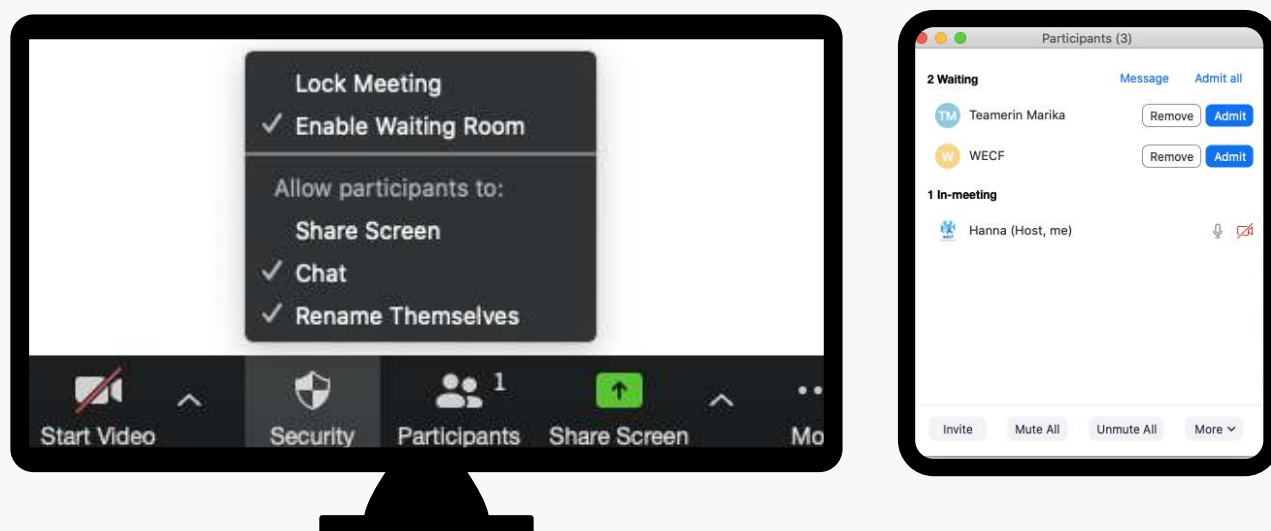 Lock Meeting
✓ Enable Waiting Room
Allow participants to:
Share Screen
✓ Chat
✓ Rename Themselves
Start Video
Security
Participants 1
Share Screen
Mo
Participants (3)
2 Waiting Message Admit all
TM Teamerin Marika Remove Admit
W WECF Remove Admit
1 In-meeting
Hanna (Host, me)
Invite Mute All Unmute All More